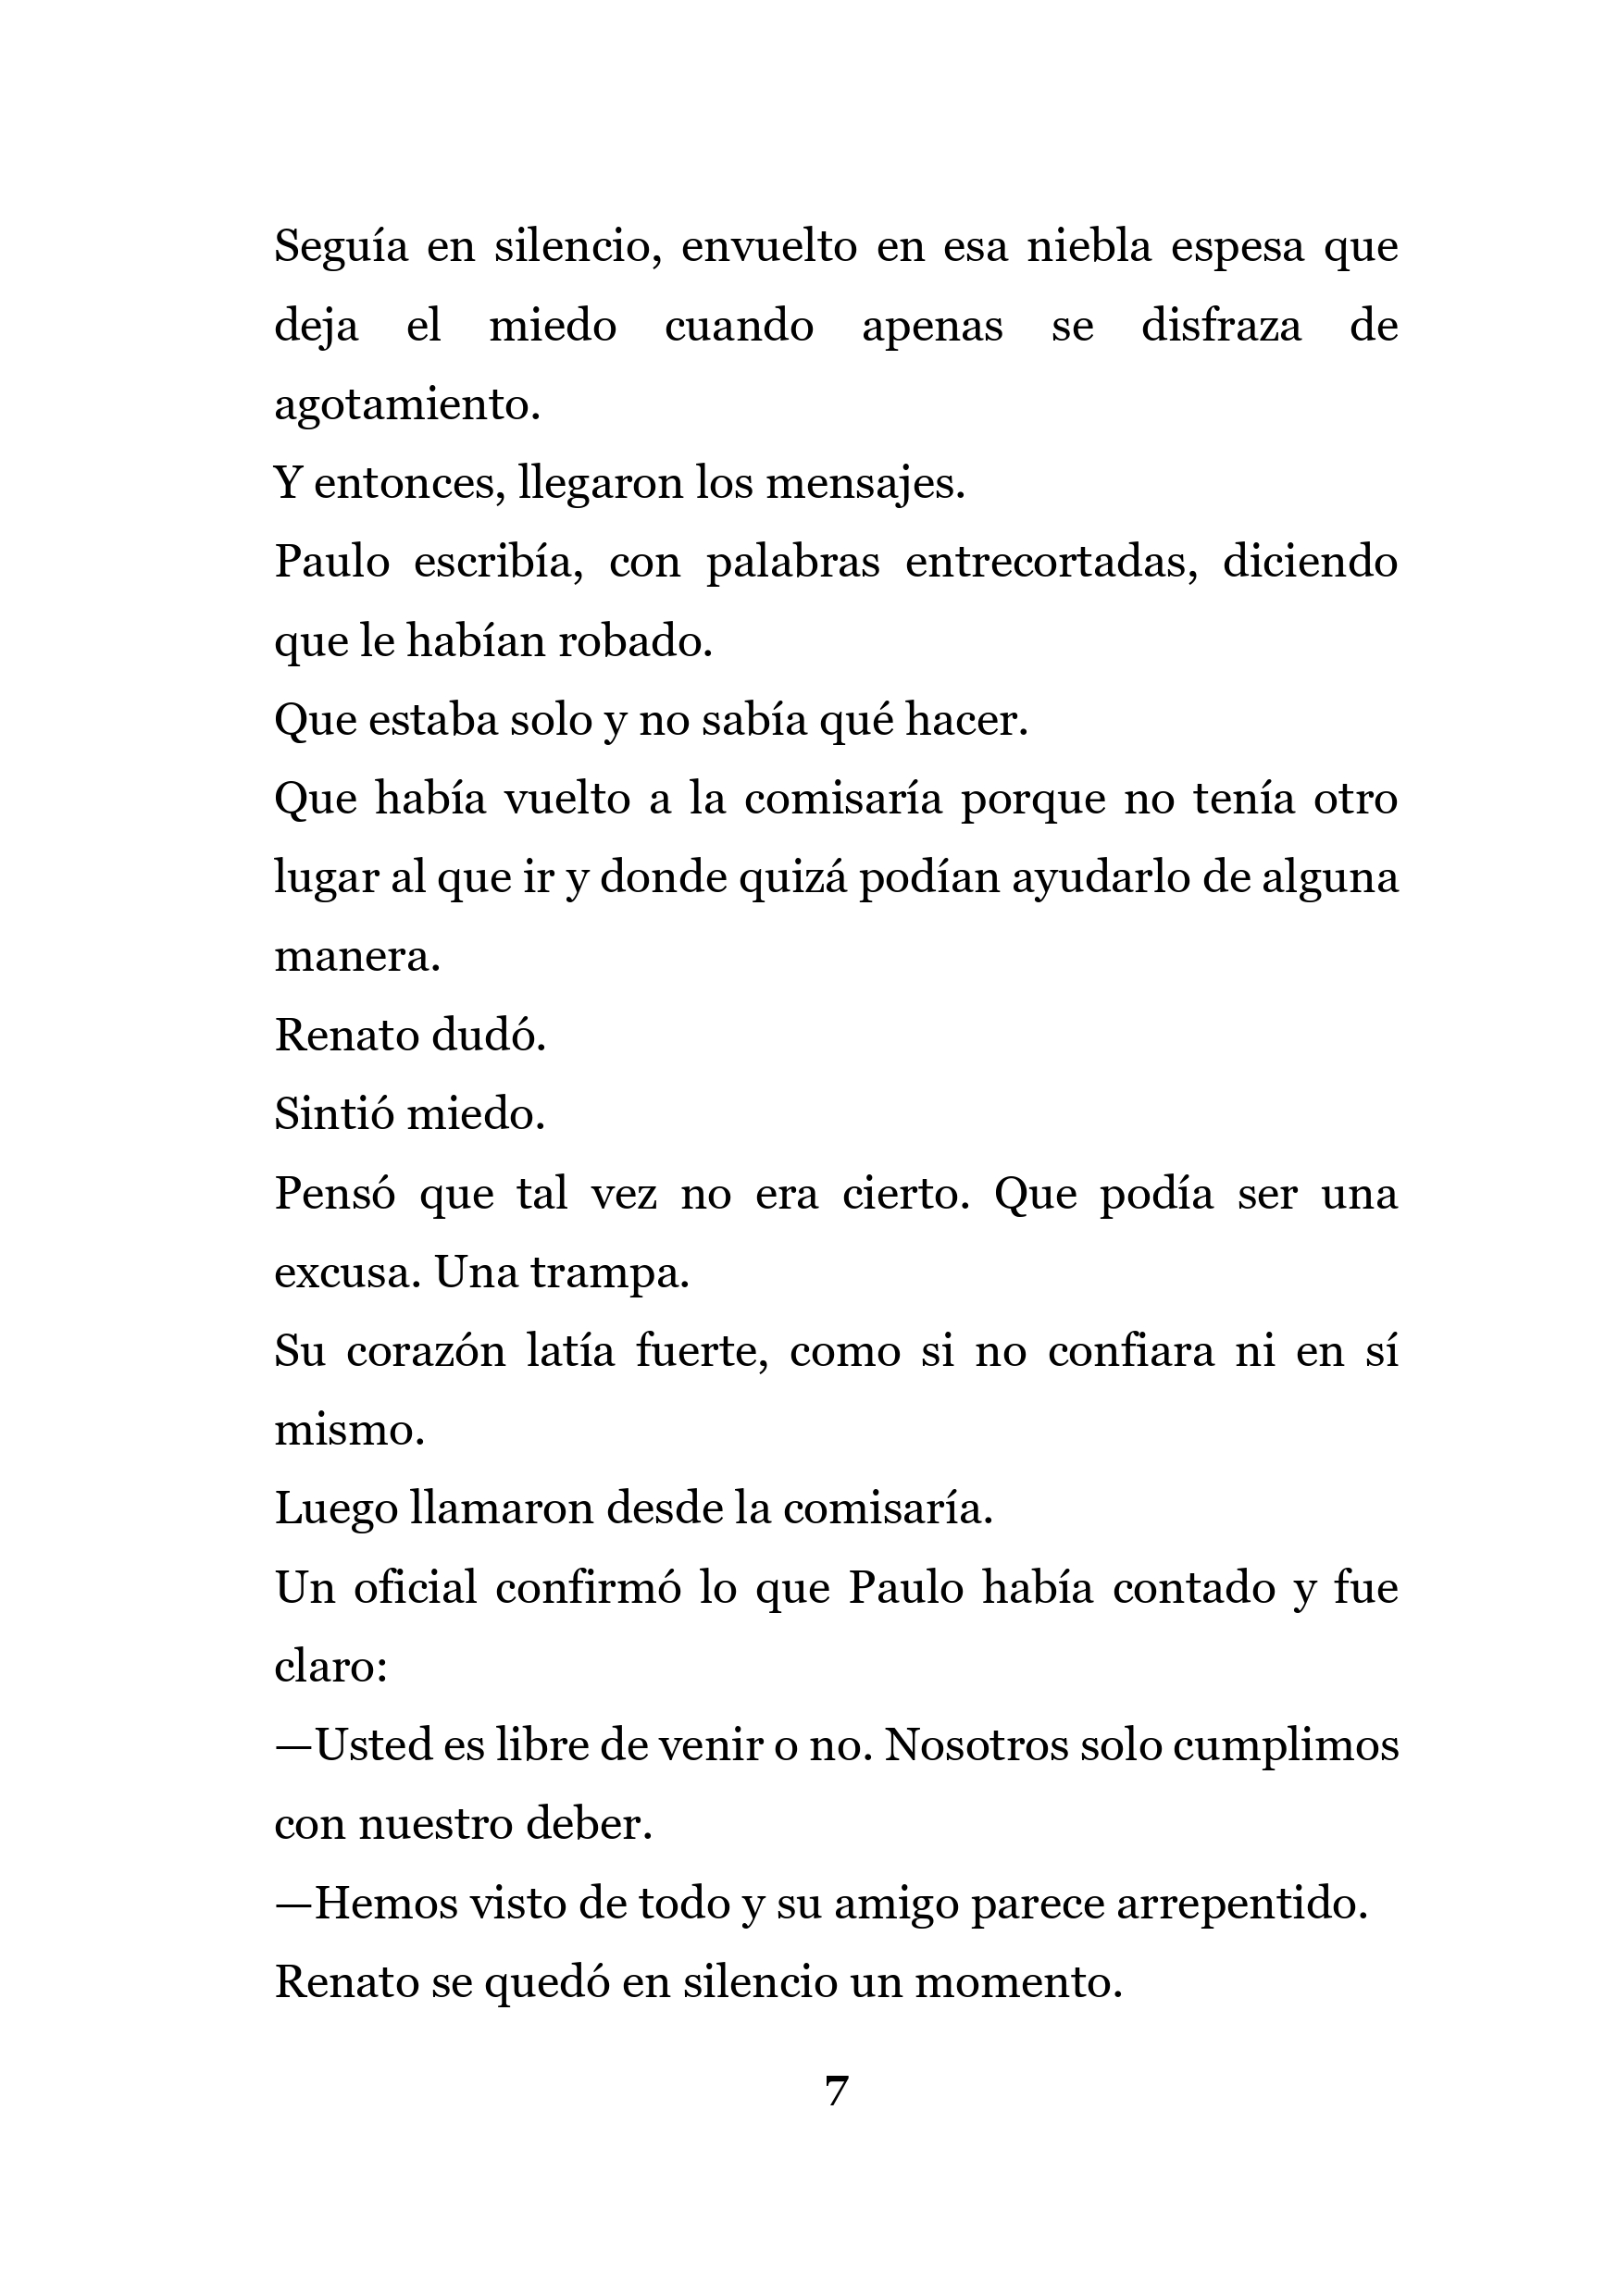 Seguía en silencio, envuelto en esa niebla espesa que
deja el miedo cuando apenas se disfraza de
agotamiento.
Y entonces, llegaron los mensajes.
Paulo escribía, con palabras entrecortadas, diciendo
que le habían robado.
Que estaba solo y no sabía qué hacer.
Que había vuelto a la comisaría porque no tenía otro
lugar al que ir y donde quizá podían ayudarlo de alguna
manera.
Renato dudó.
Sintió miedo.
Pensó que tal vez no era cierto. Que podía ser una
excusa. Una trampa.
Su corazón latía fuerte, como si no confiara ni en sí
mismo.
Luego llamaron desde la comisaría.
Un oficial confirmó lo que Paulo había contado y fue
claro:
—Usted es libre de venir o no. Nosotros solo cumplimos
con nuestro deber.
—Hemos visto de todo y su amigo parece arrepentido.
Renato se quedó en silencio un momento.
7